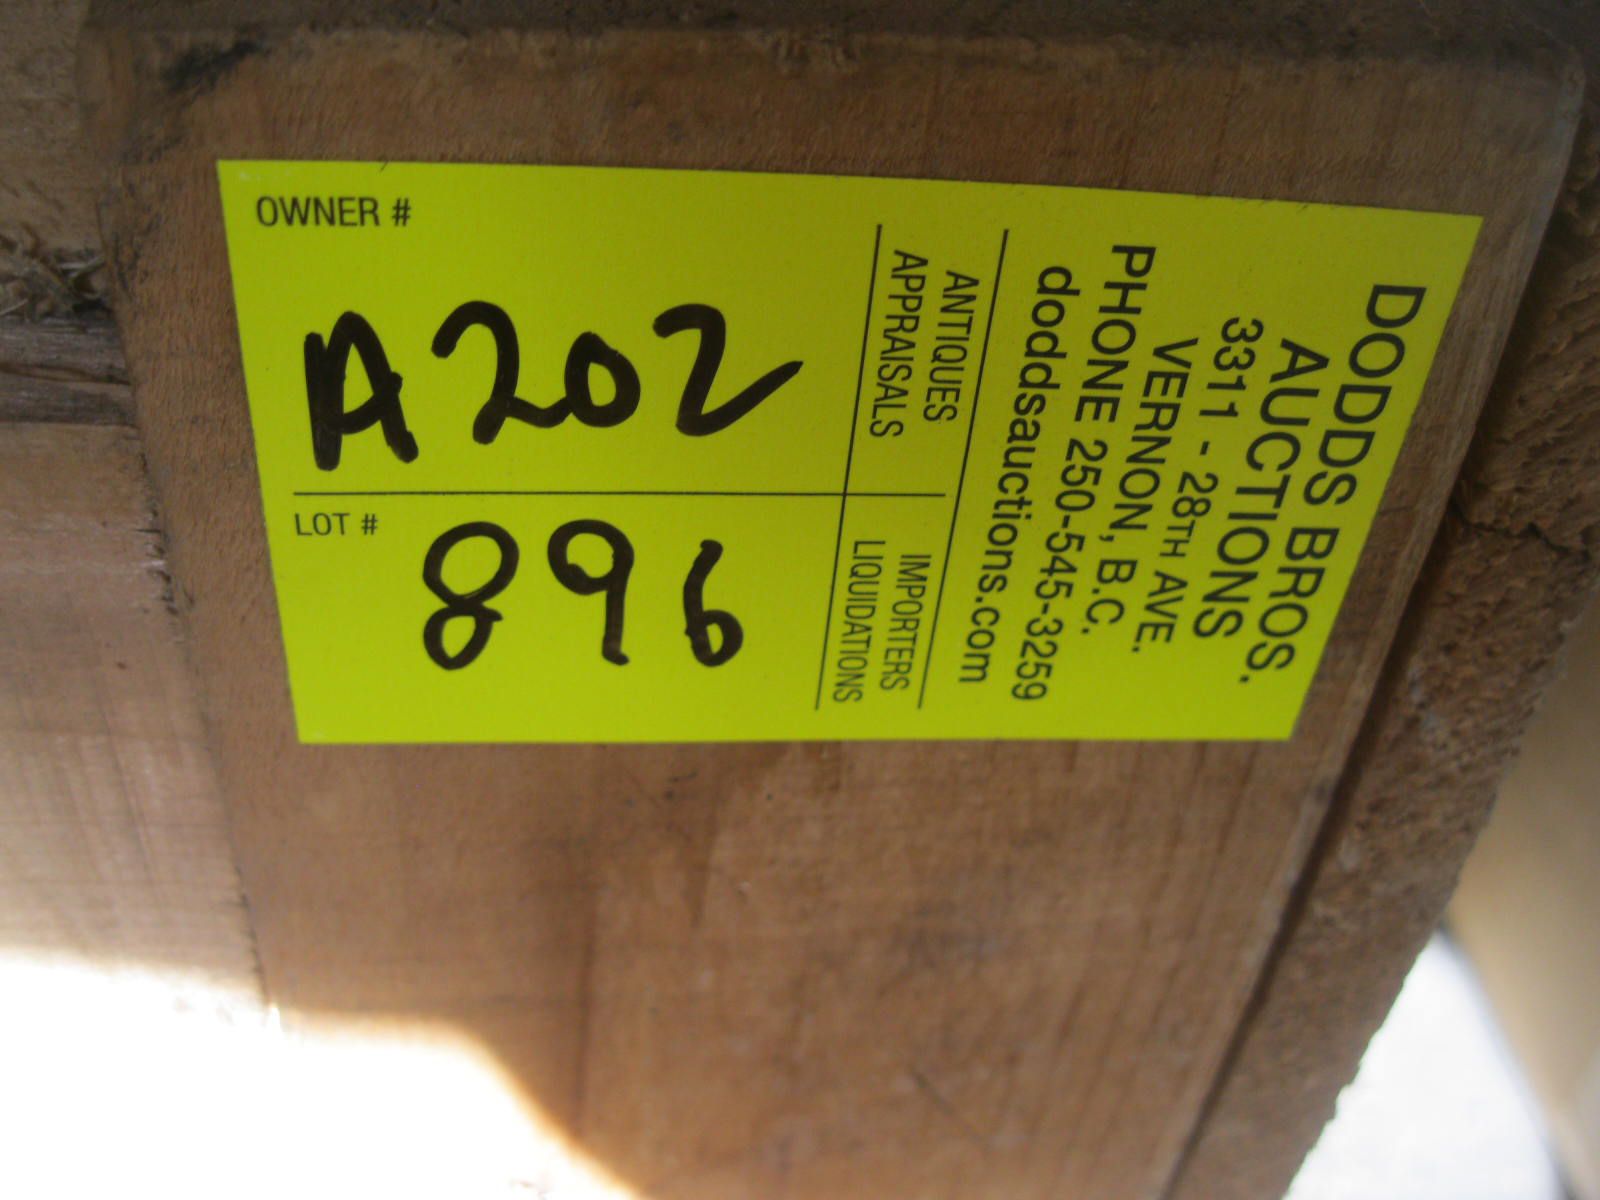 DODDS BROS.
AUCTIONS
3311 - 28TH AVE.
VERNON, B.C.
PHONE 250-545-3259
doddsauctions.com
ANTIQUES
APPRAISALS
IMPORTERS
LIQUIDATIONS
OWNER #
A202
LOT #
896